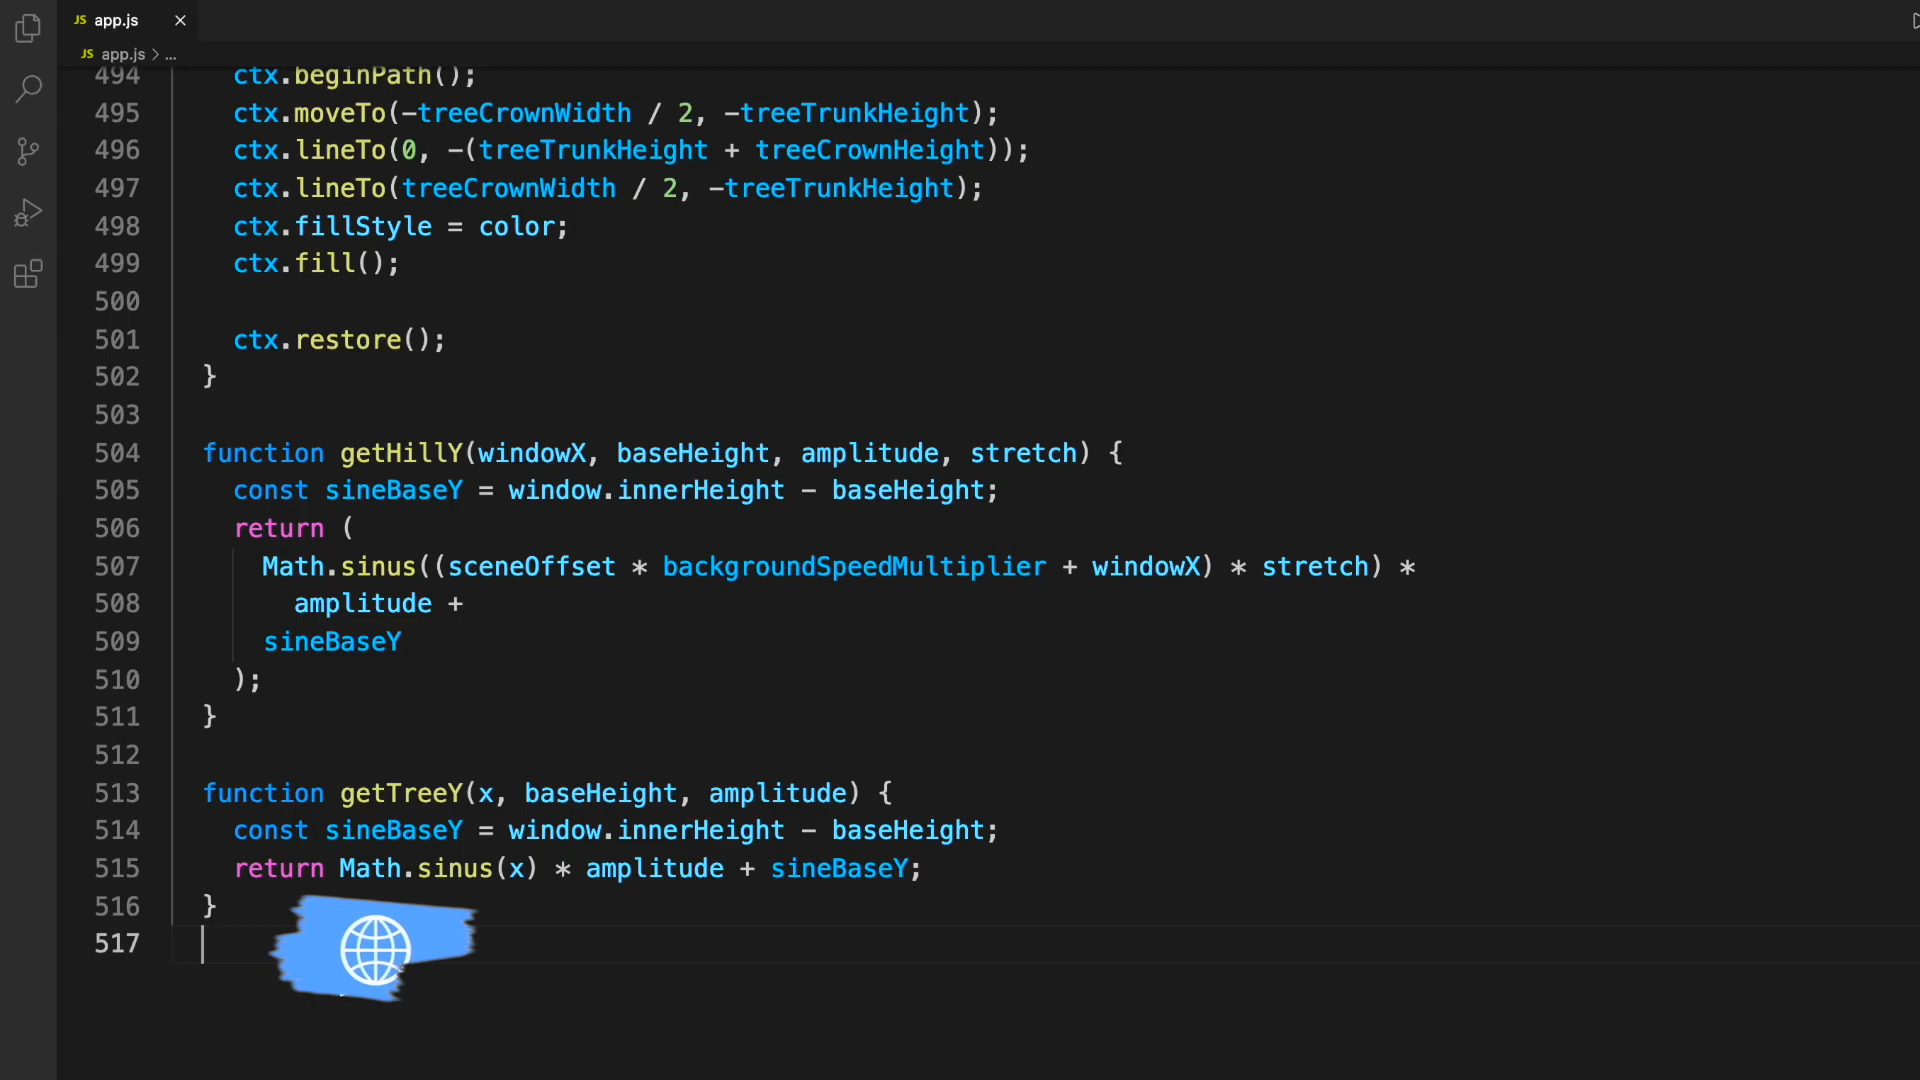 JS app.js ×
JS app.js > ...
494 ctx.beginPath();
495 ctx.moveTo(-treeCrownWidth / 2, -treeTrunkHeight);
496 ctx.lineTo(0, -(treeTrunkHeight + treeCrownHeight));
497 ctx.lineTo(treeCrownWidth / 2, -treeTrunkHeight);
498 ctx.fillStyle = color;
499 ctx.fill();
500
501 ctx.restore();
502 }
503
504 function getHillY(windowX, baseHeight, amplitude, stretch) {
505 const sineBaseY = window.innerHeight - baseHeight;
506 return (
507 Math.sinus((sceneOffset * backgroundSpeedMultiplier + windowX) * stretch) *
508 amplitude +
509 sineBaseY
510 );
511 }
512
513 function getTreeY(x, baseHeight, amplitude) {
514 const sineBaseY = window.innerHeight - baseHeight;
515 return Math.sinus(x) * amplitude + sineBaseY;
516 }
517